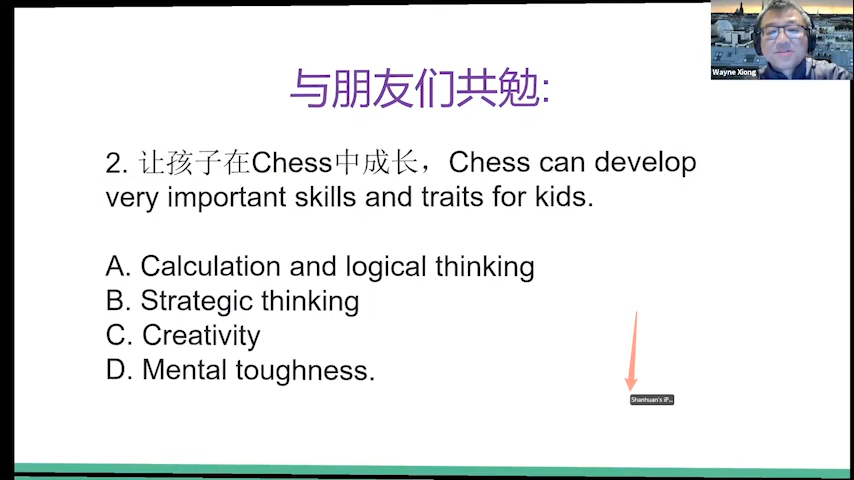 Wayne Xiong
与朋友们共勉:
2. 让孩子在Chess中成长，Chess can develop
very important skills and traits for kids.
A. Calculation and logical thinking
B. Strategic thinking
C. Creativity
D. Mental toughness.
Shanhuan's iP...